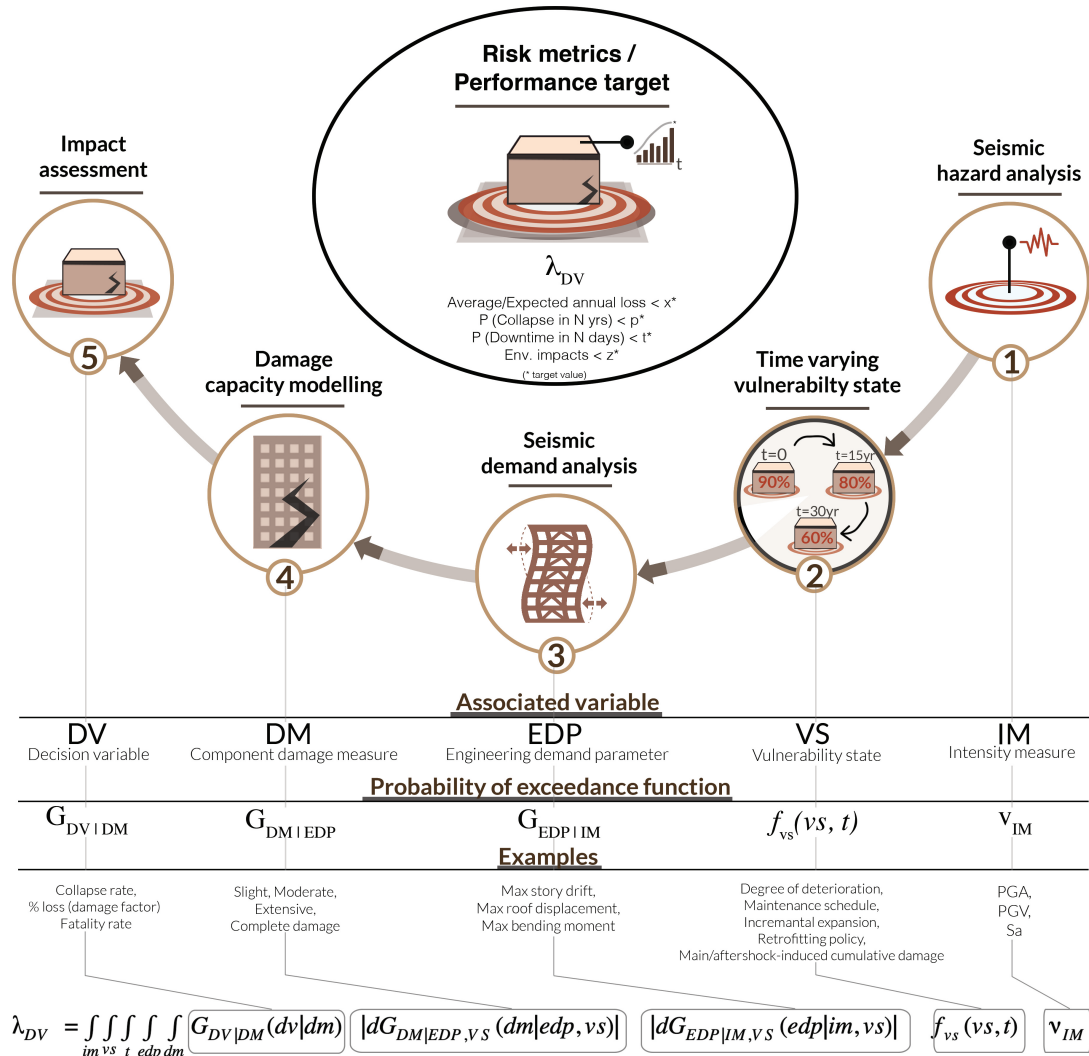 Risk metrics /
Performance target
t
λDV
Average/Expected annual loss < x*
P (Collapse in N yrs) < p*
P (Downtime in N days) < t*
Env. impacts < z*
(* target value)
Impact
assessment
5
Damage
capacity modelling
4
Seismic
demand analysis
3
Time varying
vulnerabilty state
t=0
90%
t=15yr
80%
t=30yr
60%
2
Seismic
hazard analysis
1
Associated variable
DV DM EDP VS IM
Decision variable Component damage measure Engineering demand parameter Vulnerability state Intensity measure
Probability of exceedance function
GDV | DM GDM | EDP GEDP | IM fvs(vs, t) vIM
Examples
Collapse rate,
% loss (damage factor)
Fatality rate
Slight, Moderate,
Extensive,
Complete damage
Max story drift,
Max roof displacement,
Max bending moment
Degree of deterioration,
Maintenance schedule,
Incremantal expansion,
Retrofitting policy,
Main/aftershock-induced cumulative damage
PGA,
PGV,
Sa
λDV = ∫ ∫ ∫ ∫ ∫ GDV|DM (dv|dm) |dGDM|EDP,VS (dm|edp, vs)| |dGEDP|IM,VS (edp|im, vs)| fvs (vs, t) vIM
im vs t edp dm